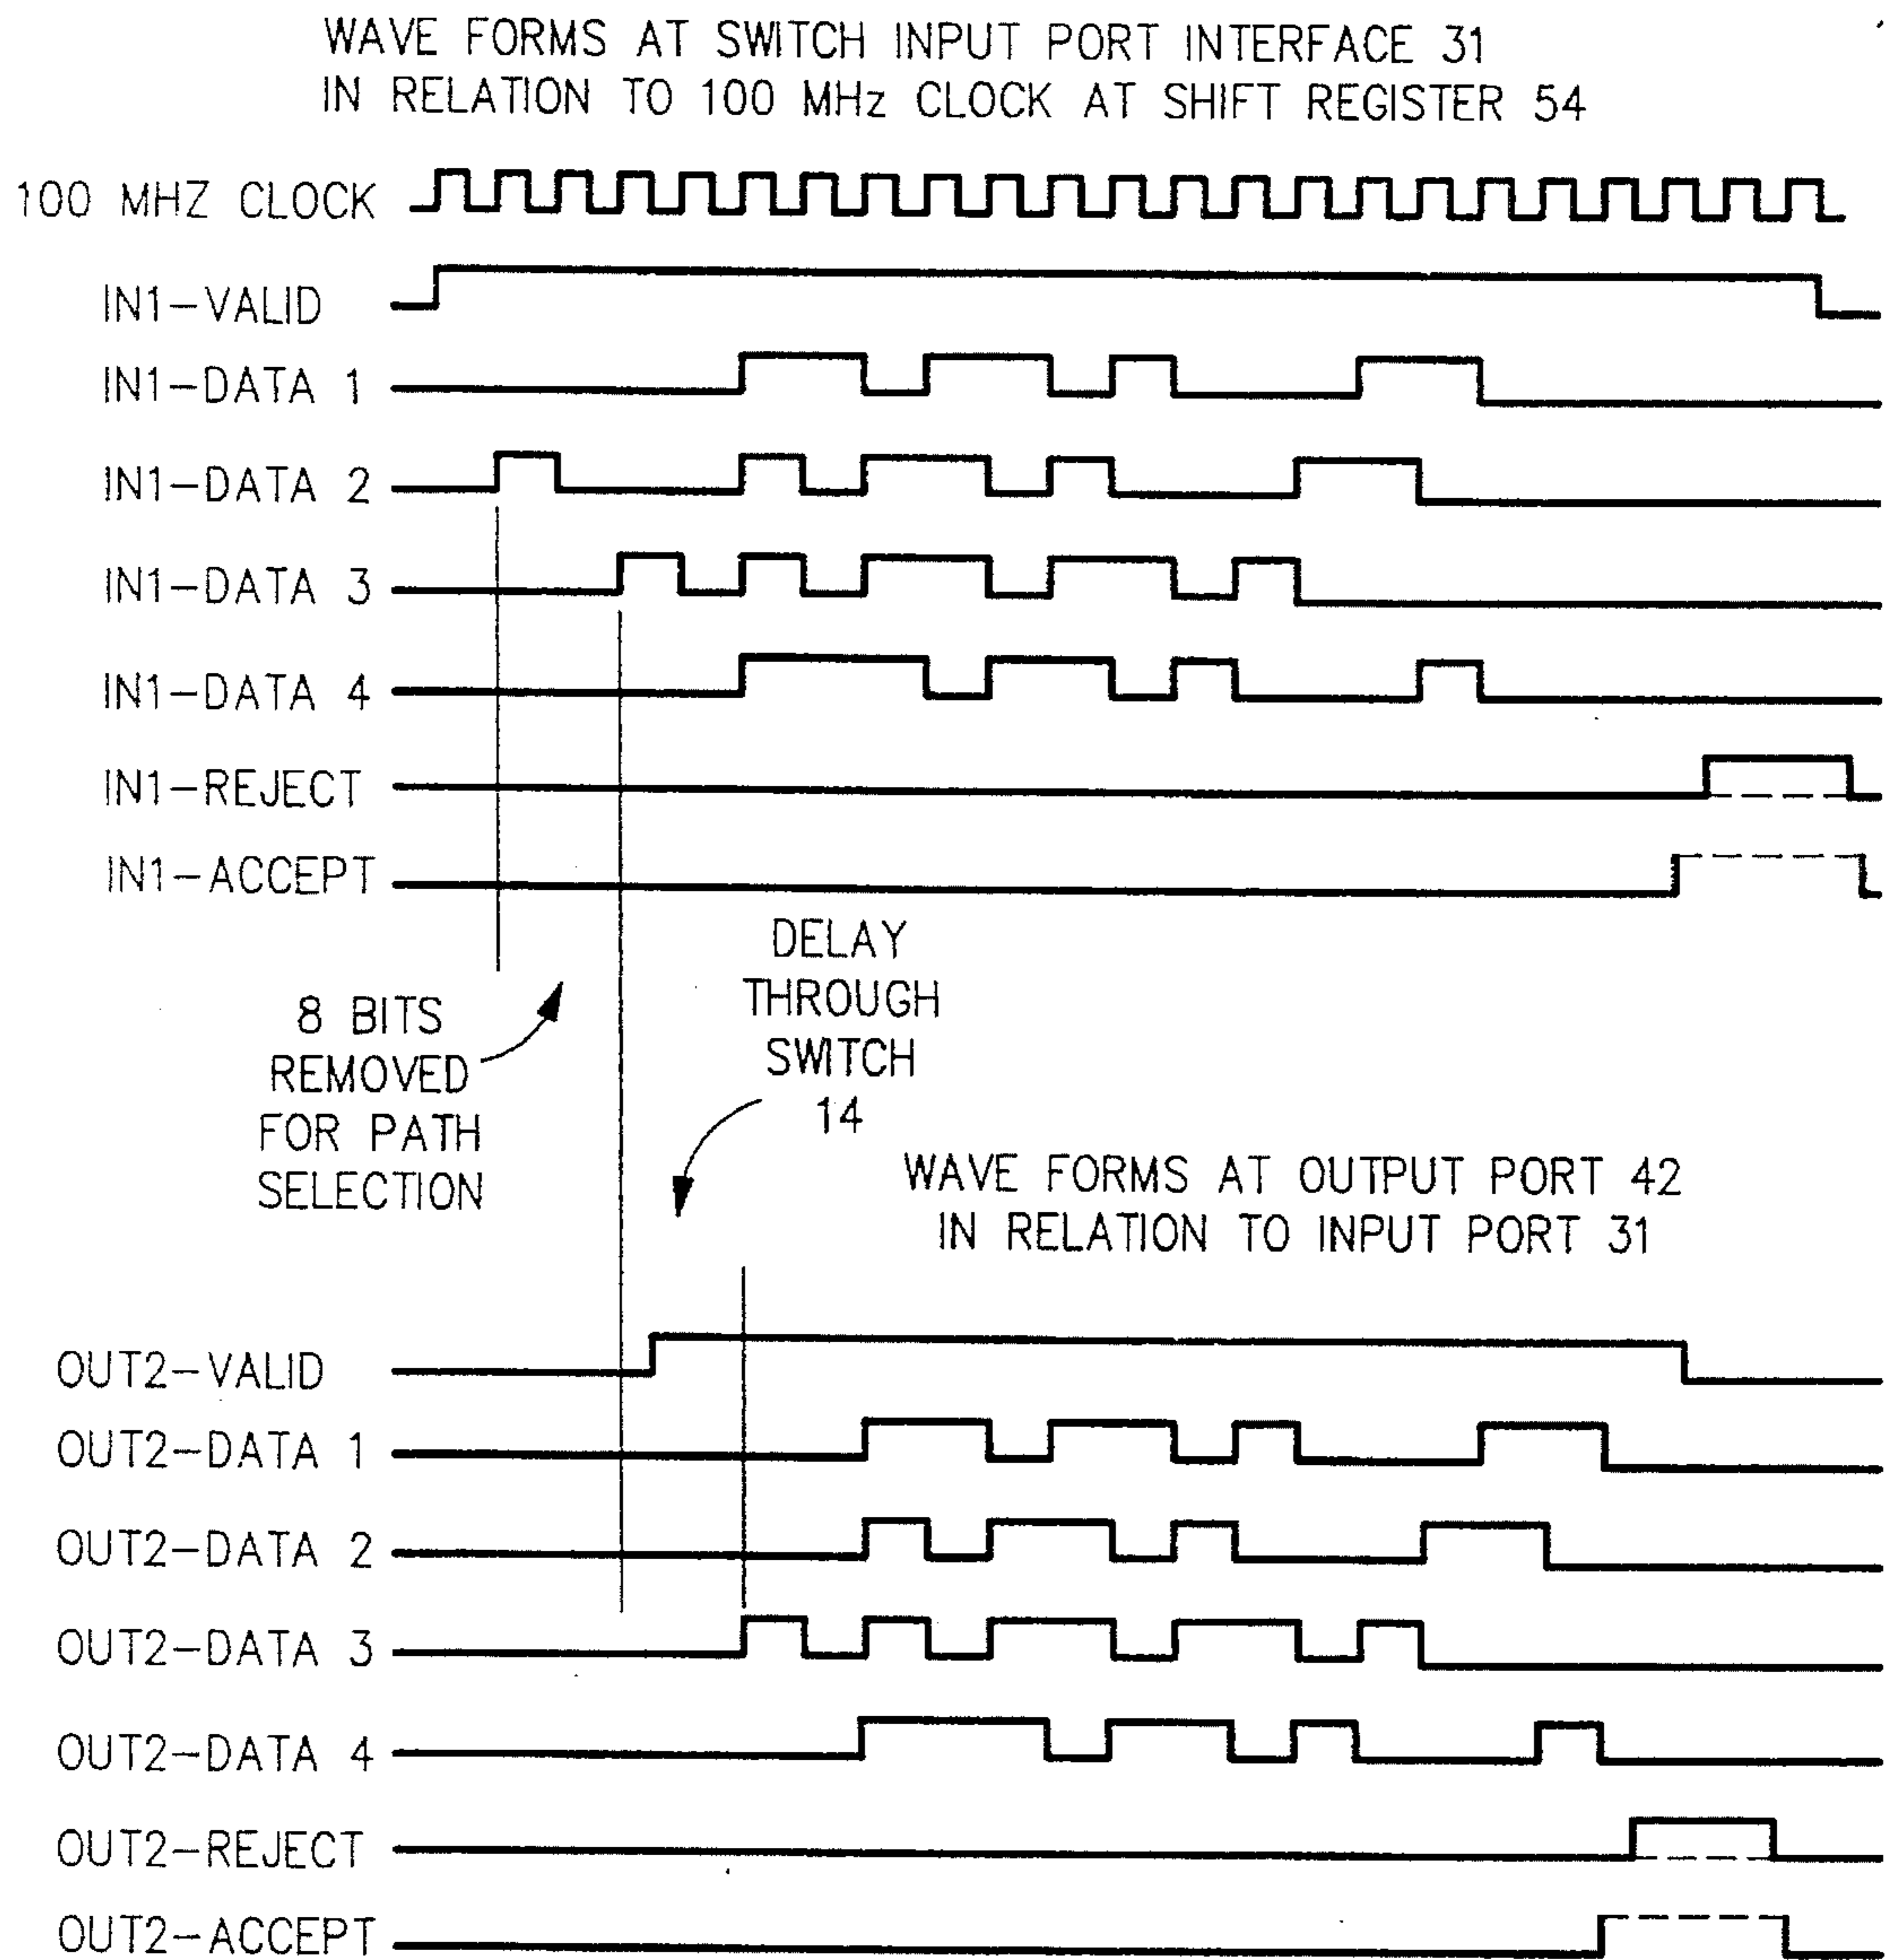 WAVE FORMS AT SWITCH INPUT PORT INTERFACE 31
IN RELATION TO 100 MHz CLOCK AT SHIFT REGISTER 54
100 MHZ CLOCK
IN1-VALID
IN1-DATA 1
IN1-DATA 2
IN1-DATA 3
IN1-DATA 4
IN1-REJECT
IN1-ACCEPT
8 BITS
REMOVED
FOR PATH
SELECTION
DELAY
THROUGH
SWITCH
14
WAVE FORMS AT OUTPUT PORT 42
IN RELATION TO INPUT PORT 31
OUT2-VALID
OUT2-DATA 1
OUT2-DATA 2
OUT2-DATA 3
OUT2-DATA 4
OUT2-REJECT
OUT2-ACCEPT